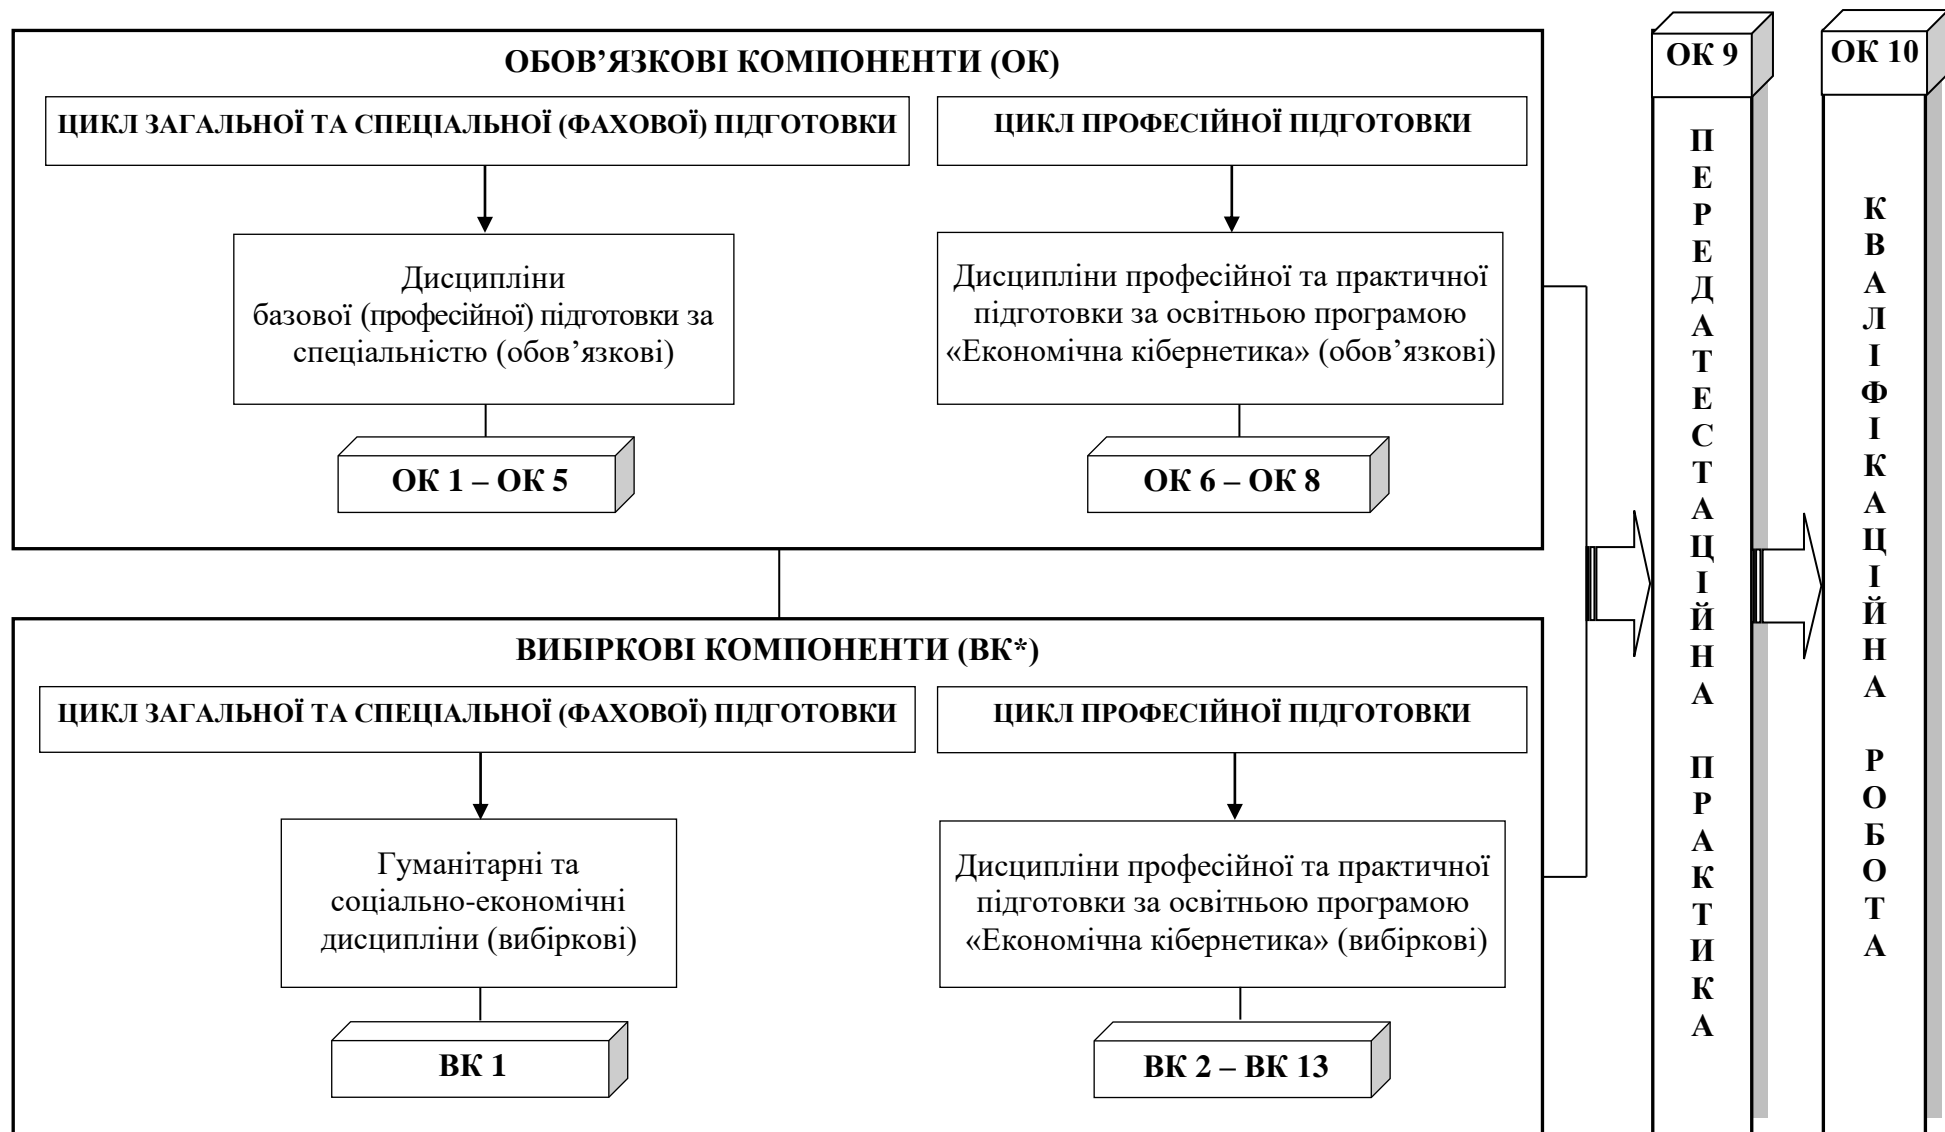 ОБОВ’ЯЗКОВІ КОМПОНЕНТИ (ОК)
ЦИКЛ ЗАГАЛЬНОЇ ТА СПЕЦІАЛЬНОЇ (ФАХОВОЇ) ПІДГОТОВКИ
ЦИКЛ ПРОФЕСІЙНОЇ ПІДГОТОВКИ
Дисципліни
базової (професійної) підготовки за
спеціальністю (обов’язкові)
Дисципліни професійної та практичної
підготовки за освітньою програмою
«Економічна кібернетика» (обов’язкові)
ОК 1 – ОК 5
ОК 6 – ОК 8
ВИБІРКОВІ КОМПОНЕНТИ (ВК*)
ЦИКЛ ЗАГАЛЬНОЇ ТА СПЕЦІАЛЬНОЇ (ФАХОВОЇ) ПІДГОТОВКИ
ЦИКЛ ПРОФЕСІЙНОЇ ПІДГОТОВКИ
Гуманітарні та
соціально-економічні
дисципліни (вибіркові)
Дисципліни професійної та практичної
підготовки за освітньою програмою
«Економічна кібернетика» (вибіркові)
ВК 1
ВК 2 – ВК 13
ОК 9
ПЕРЕДАТЕСТАЦІЙНА ПРАКТИКА
ОК 10
КВАЛІФІКАЦІЙНА РОБОТА